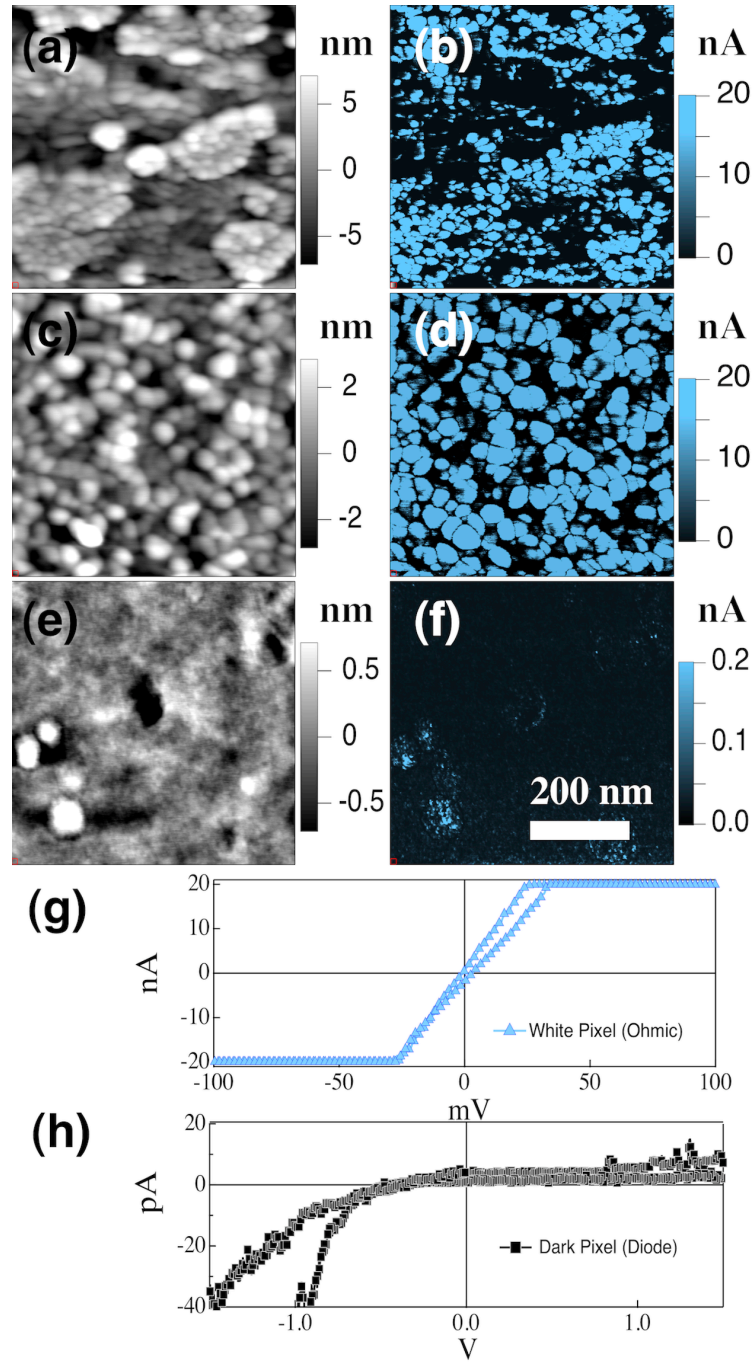 (a)
nm
5
0
-5
(b)
nA
20
10
0
(c)
nm
2
0
-2
(d)
nA
20
10
0
(e)
nm
0.5
0
-0.5
(f)
200 nm
nA
0.2
0.1
0.0
(g)
nA
20
10
0
-10
-20
White Pixel (Ohmic)
-100 -50 0 50 100
mV
(h)
pA
20
0
-20
-40
Dark Pixel (Diode)
-1.0 0.0 1.0
V